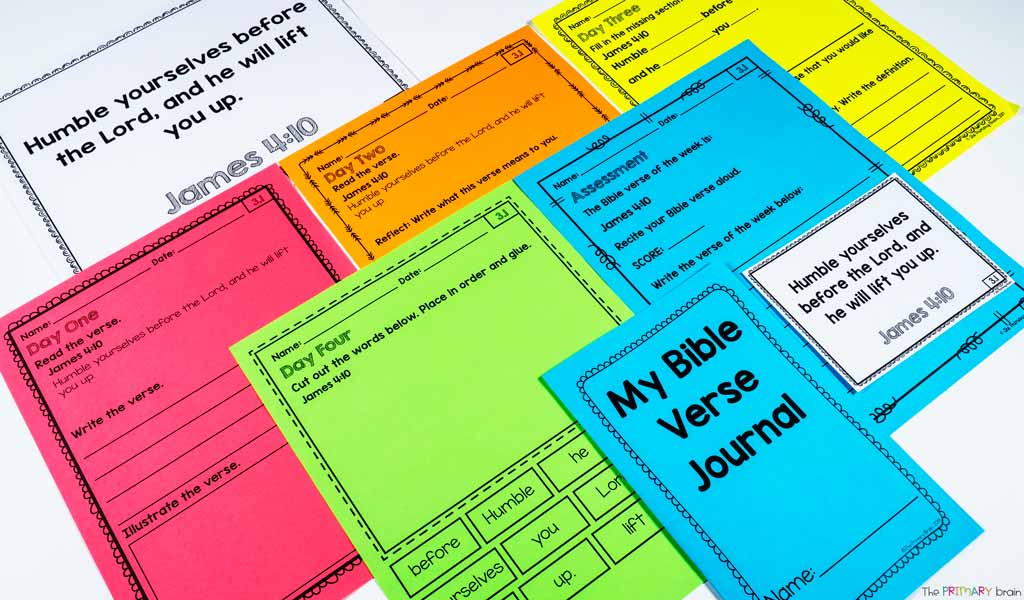 Humble yourselves before
the Lord, and he will lift
you up.
James 4:10
3.1
Name: Date:
Day Two
Read the verse.
James 4:10
Humble yourselves before the Lord, and he will lift
you up
Reflect: Write what this verse means to you.
Name:
Day Three
Fill in the missing section
James 4:10
Humble before
you
and he
se that you would like
y. Write the definition.
3.1
Name: Date:
Assessment
The Bible verse of the week is:
James 4:10
Recite your Bible verse aloud.
SCORE:
Write the verse of the week below:
Humble yourselves
before the Lord, and
he will lift you up.
James 4:10
3.1
3.1
Name: Date:
Day One
Read the verse.
James 4:10
Humble yourselves before the Lord, and he will lift
you up
Write the verse.
Illustrate the verse.
3.1
Name: Date:
Day Four
Cut out the words below. Place in order and glue.
James 4:10
he
Humble Lor
before you lift
urselves up.
My Bible
Verse
Journal
Name:
The PRIMARY brain